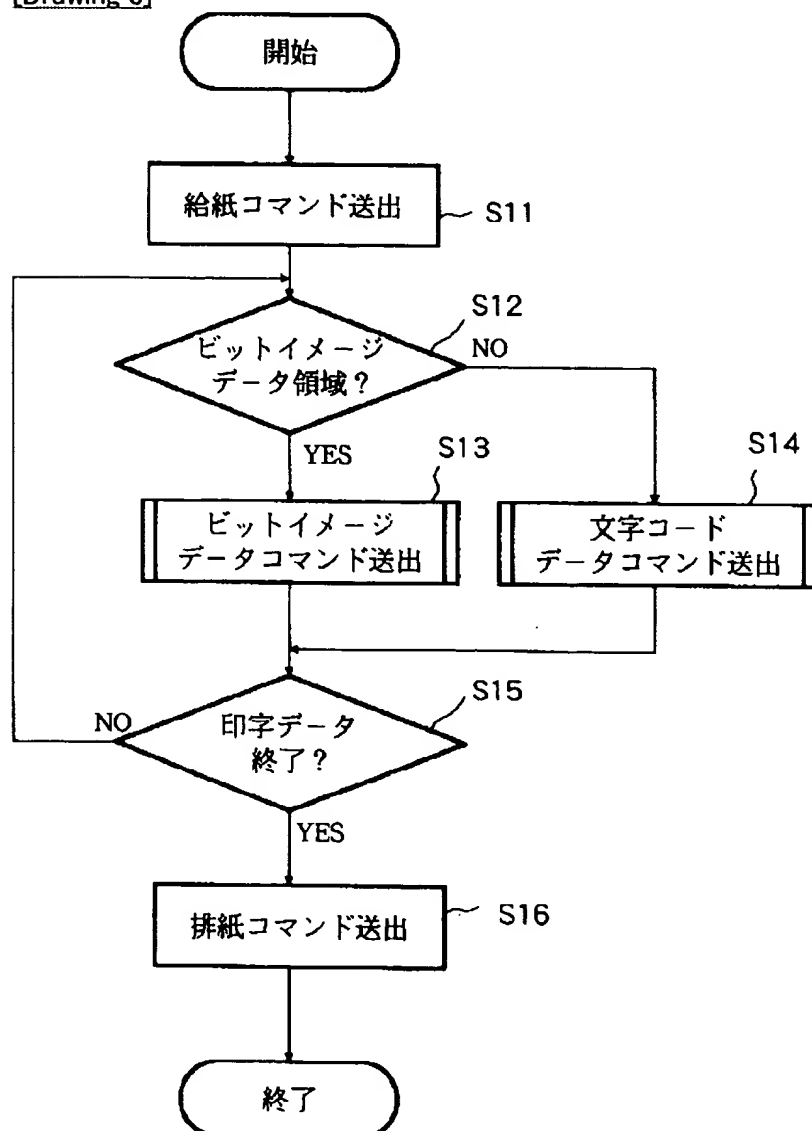 開始
給紙コマンド送出
S11
S12
ビットイメージ
データ領域？
NO
YES
S13
S14
ビットイメージ
データコマンド送出
文字コード
データコマンド送出
S15
NO
印字データ
終了？
YES
排紙コマンド送出
S16
終了